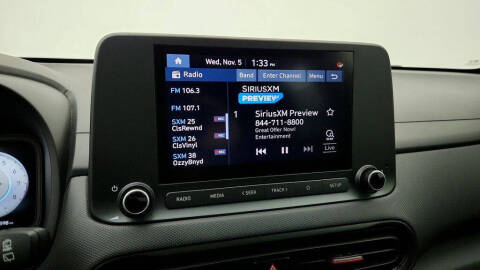 Wed, Nov. 5 1:33 PM
Radio Band Enter Channel Menu
FM 106.3
FM 107.1
SXM 25
ClsRewnd
SXM 26
ClsVinyl
SXM 38
OzzyBnyd
SIRIUSXM
PREVIEW
1 SiriusXM Preview
844-711-8800
Great Offer Now!
Entertainment
Live
RADIO MEDIA < SEEK TRACK > SETUP